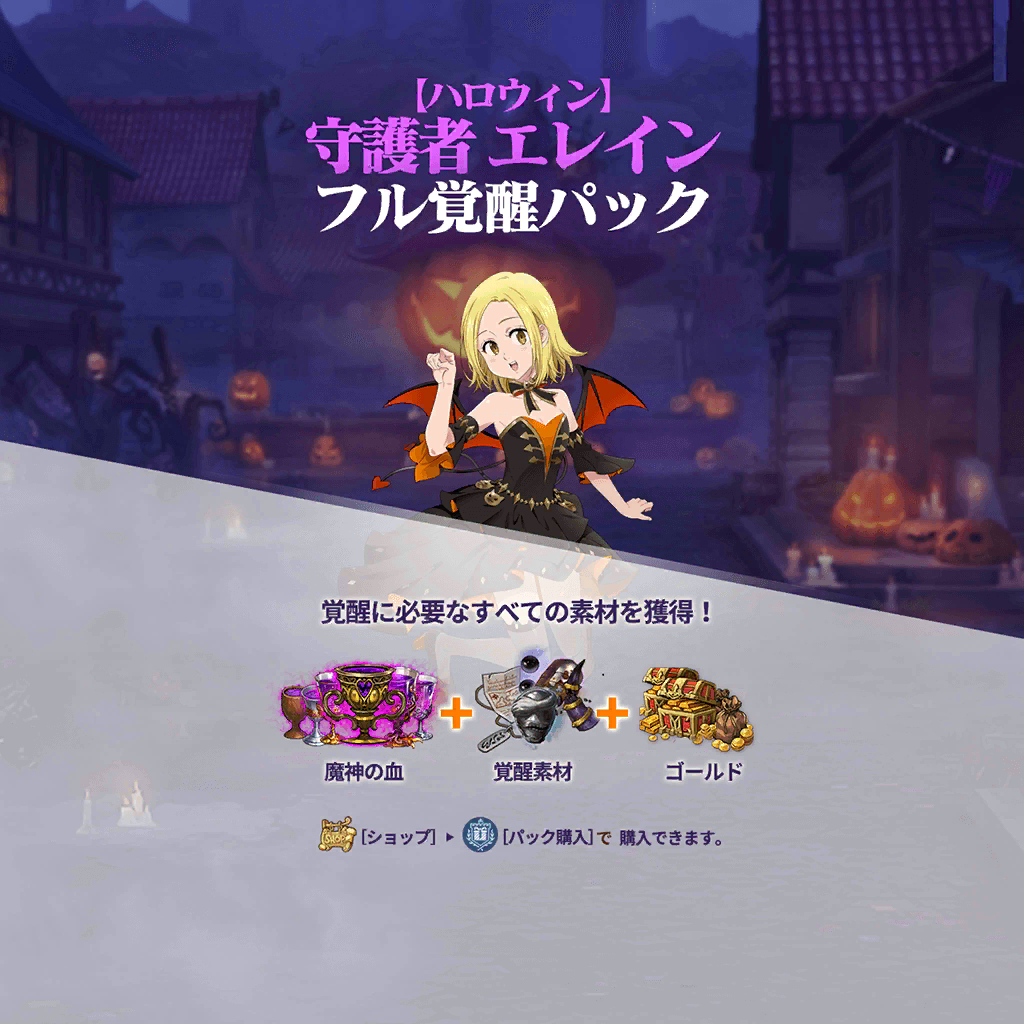 【ハロウィン】
守護者 エレイン
フル覚醒パック
覚醒に必要なすべての素材を獲得！
魔神の血
覚醒素材
ゴールド
SHOP
[ショップ] ▸ [パック購入]で 購入できます。